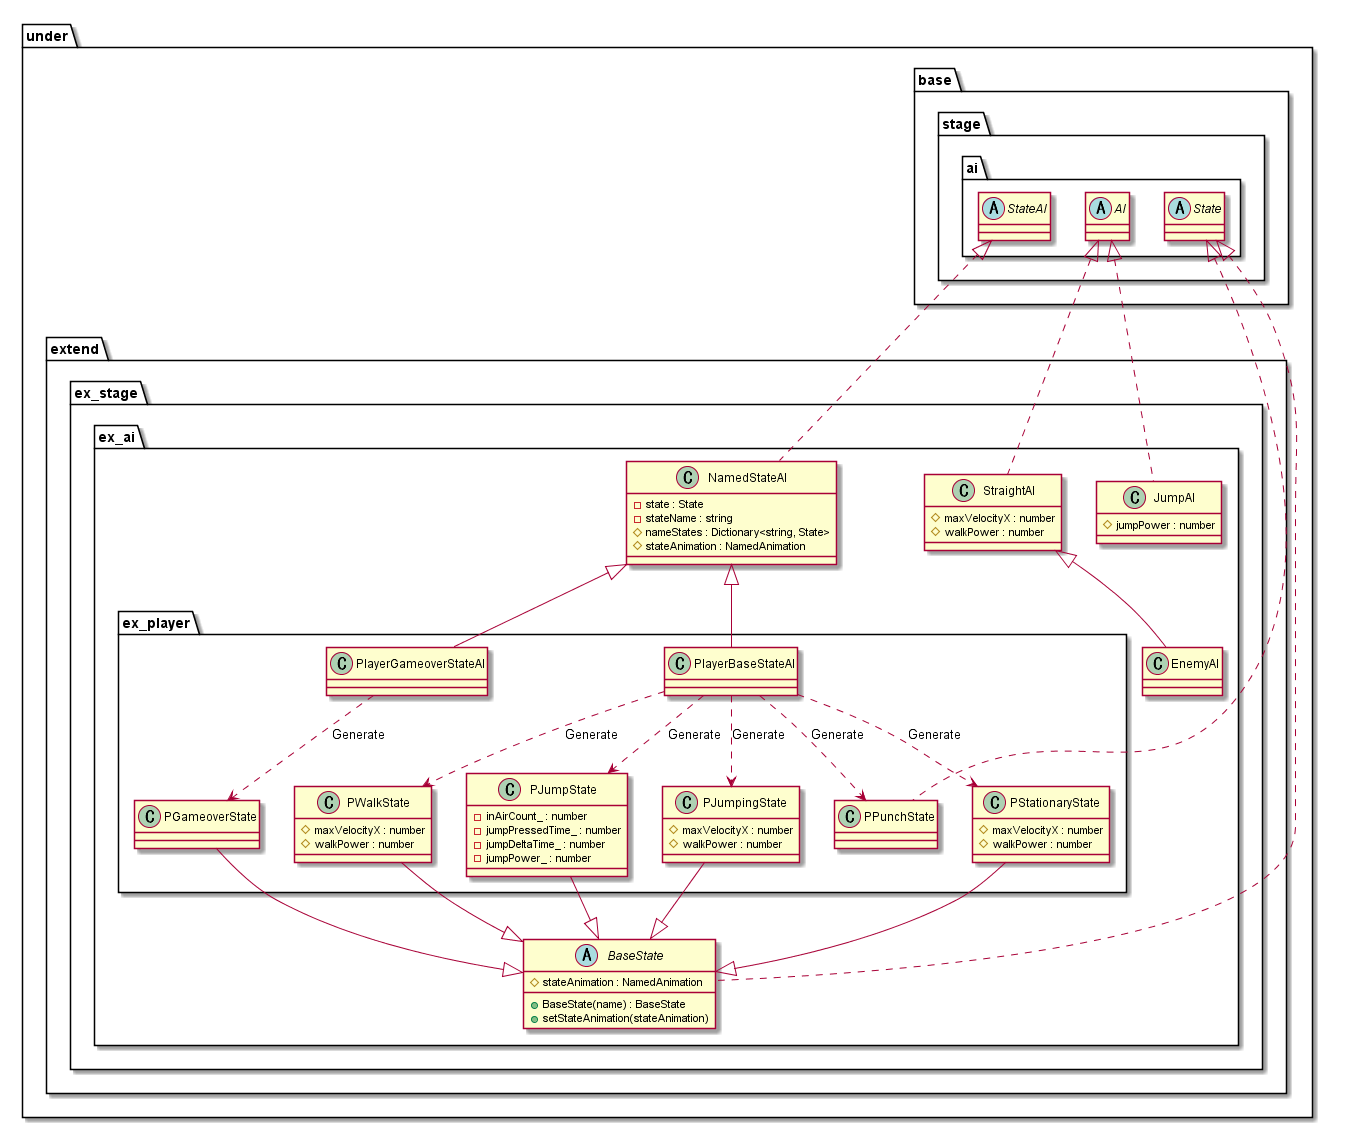 under
base
stage
ai
A StateAI
A AI
A State
extend
ex_stage
ex_ai
C NamedStateAI
state : State
stateName : string
nameStates : Dictionary<string, State>
stateAnimation : NamedAnimation
C StraightAI
maxVelocityX : number
walkPower : number
C JumpAI
jumpPower : number
ex_player
C PlayerGameoverStateAI
C PlayerBaseStateAI
C EnemyAI
Generate
Generate
Generate
Generate
Generate
Generate
C PGameoverState
C PWalkState
maxVelocityX : number
walkPower : number
C PJumpState
inAirCount_ : number
jumpPressedTime_ : number
jumpDeltaTime_ : number
jumpPower_ : number
C PJumpingState
maxVelocityX : number
walkPower : number
C PPunchState
C PStationaryState
maxVelocityX : number
walkPower : number
A BaseState
stateAnimation : NamedAnimation
BaseState(name) : BaseState
setStateAnimation(stateAnimation)